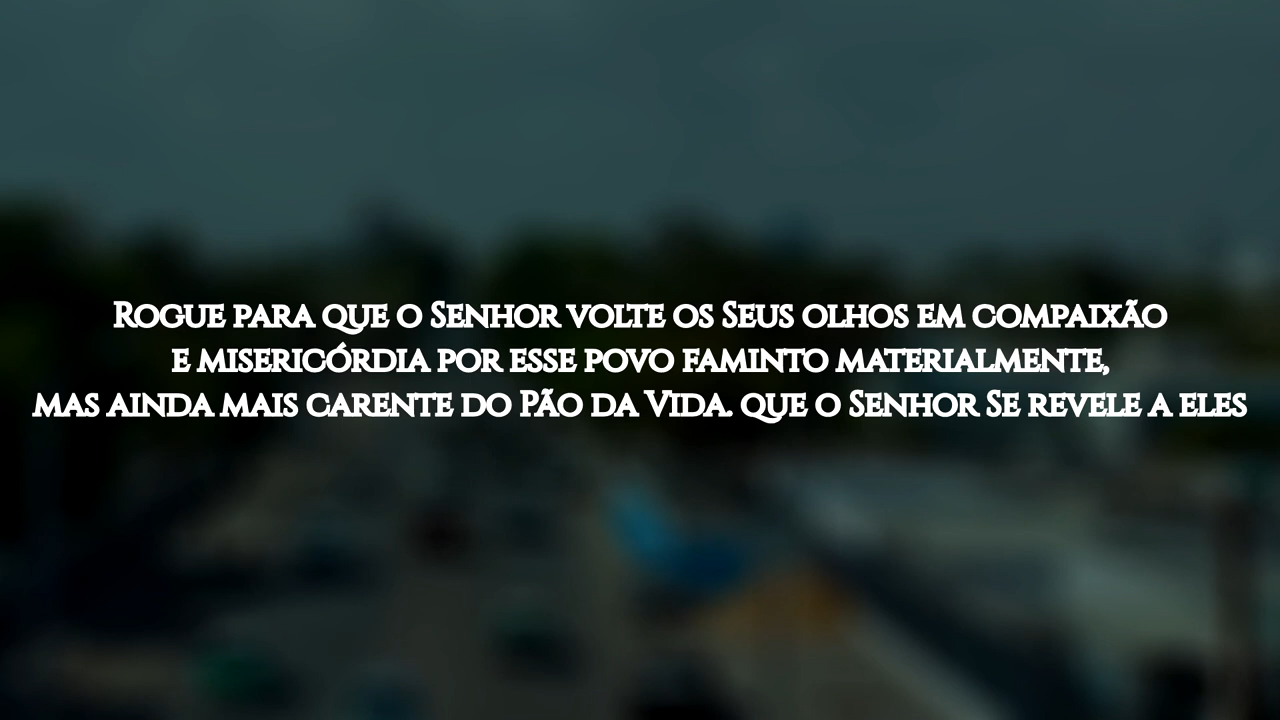 Rogue para que o Senhor volte os Seus olhos em compaixão
e misericórdia por esse povo faminto materialmente,
mas ainda mais carente do Pão da Vida. que o Senhor Se revele a eles